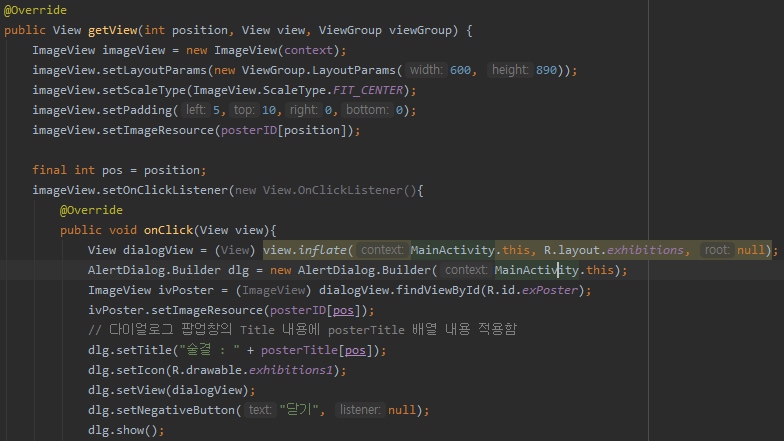 @Override
public View getView(int position, View view, ViewGroup viewGroup) {
ImageView imageView = new ImageView(context);
imageView.setLayoutParams(new ViewGroup.LayoutParams( width: 600, height: 890));
imageView.setScaleType(ImageView.ScaleType.FIT_CENTER);
imageView.setPadding( left: 5, top: 10, right: 0, bottom: 0);
imageView.setImageResource(posterID[position]);
final int pos = position;
imageView.setOnClickListener(new View.OnClickListener(){
@Override
public void onClick(View view){
View dialogView = (View) view.inflate( context: MainActivity.this, R.layout.exhibitions, root: null);
AlertDialog.Builder dlg = new AlertDialog.Builder( context: MainActivity.this);
ImageView ivPoster = (ImageView) dialogView.findViewById(R.id.exPoster);
ivPoster.setImageResource(posterID[pos]);
// 다이얼로그 팝업창의 Title 내용에 posterTitle 배열 내용 적용함
dlg.setTitle("숨결 : " + posterTitle[pos]);
dlg.setIcon(R.drawable.exhibitions1);
dlg.setView(dialogView);
dlg.setNegativeButton( text: "닫기", listener: null);
dlg.show();